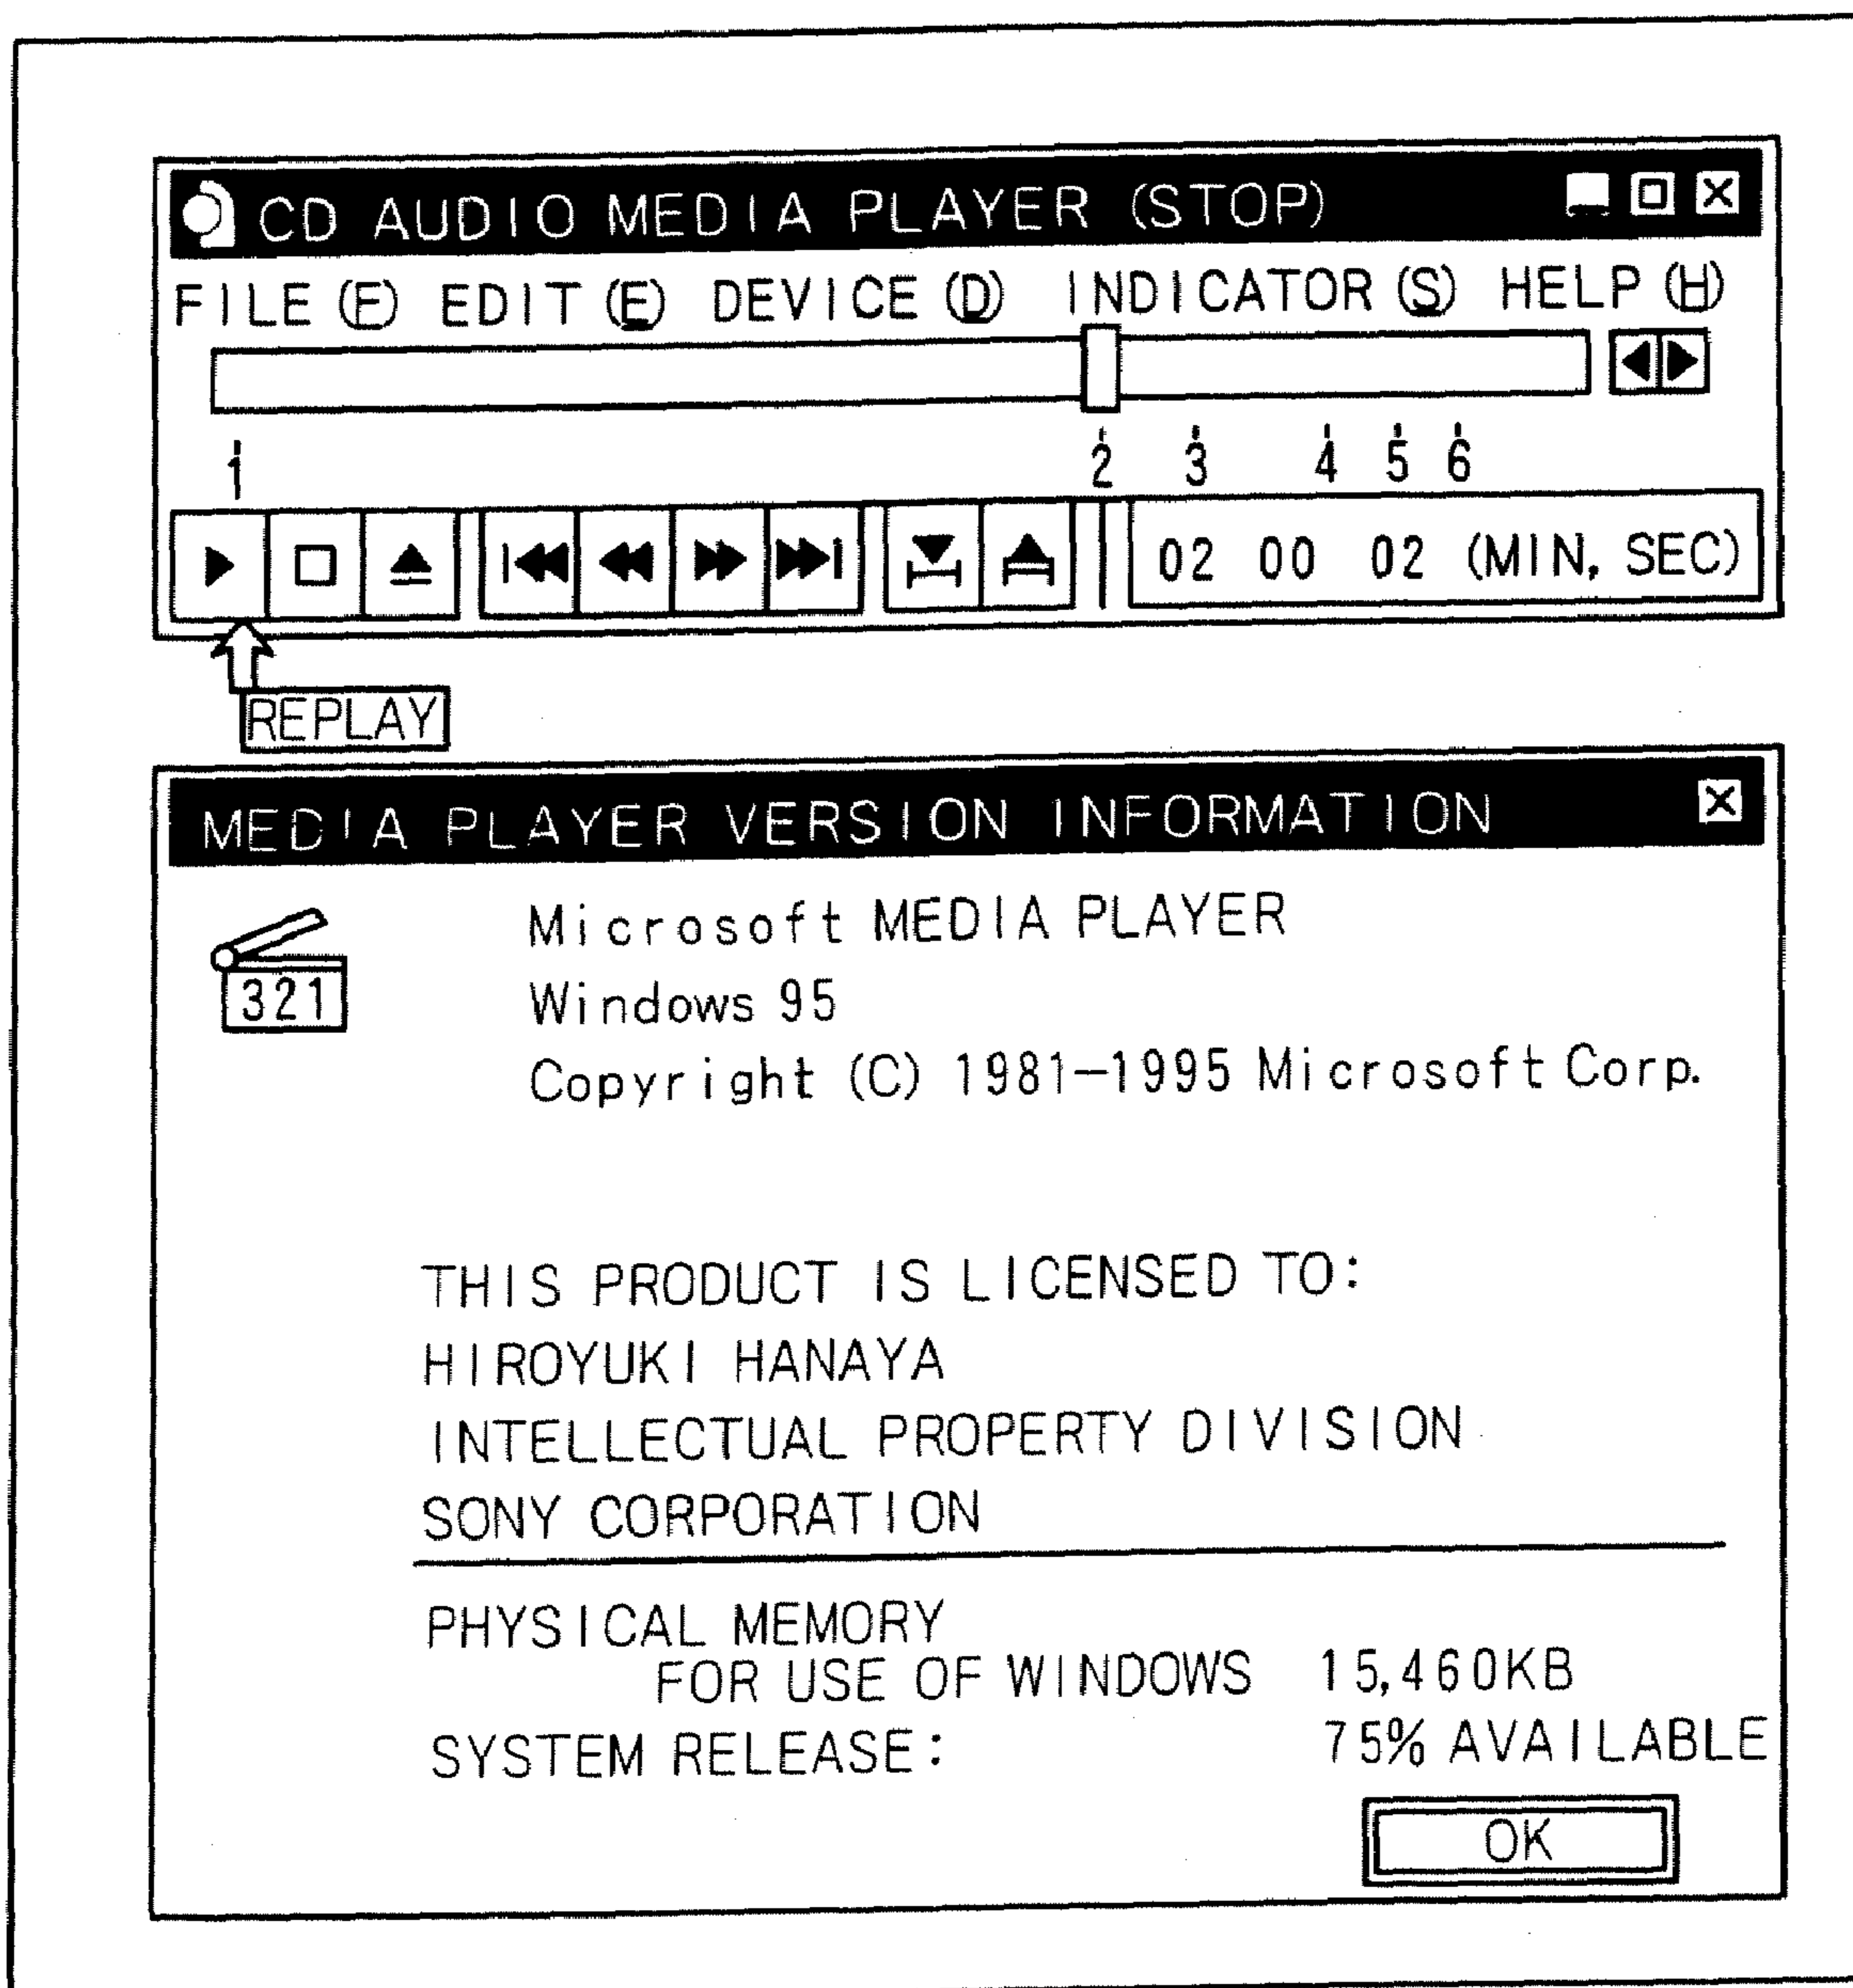 CD AUDIO MEDIA PLAYER (STOP)
FILE (F) EDIT (E) DEVICE (D) INDICATOR (S) HELP (H)
1 2 3 4 5 6
02 00 02 (MIN, SEC)
REPLAY
MEDIA PLAYER VERSION INFORMATION
Microsoft MEDIA PLAYER
321
Windows 95
Copyright (C) 1981–1995 Microsoft Corp.
THIS PRODUCT IS LICENSED TO:
HIROYUKI HANAYA
INTELLECTUAL PROPERTY DIVISION
SONY CORPORATION
PHYSICAL MEMORY
FOR USE OF WINDOWS 15,460KB
SYSTEM RELEASE: 75% AVAILABLE
OK